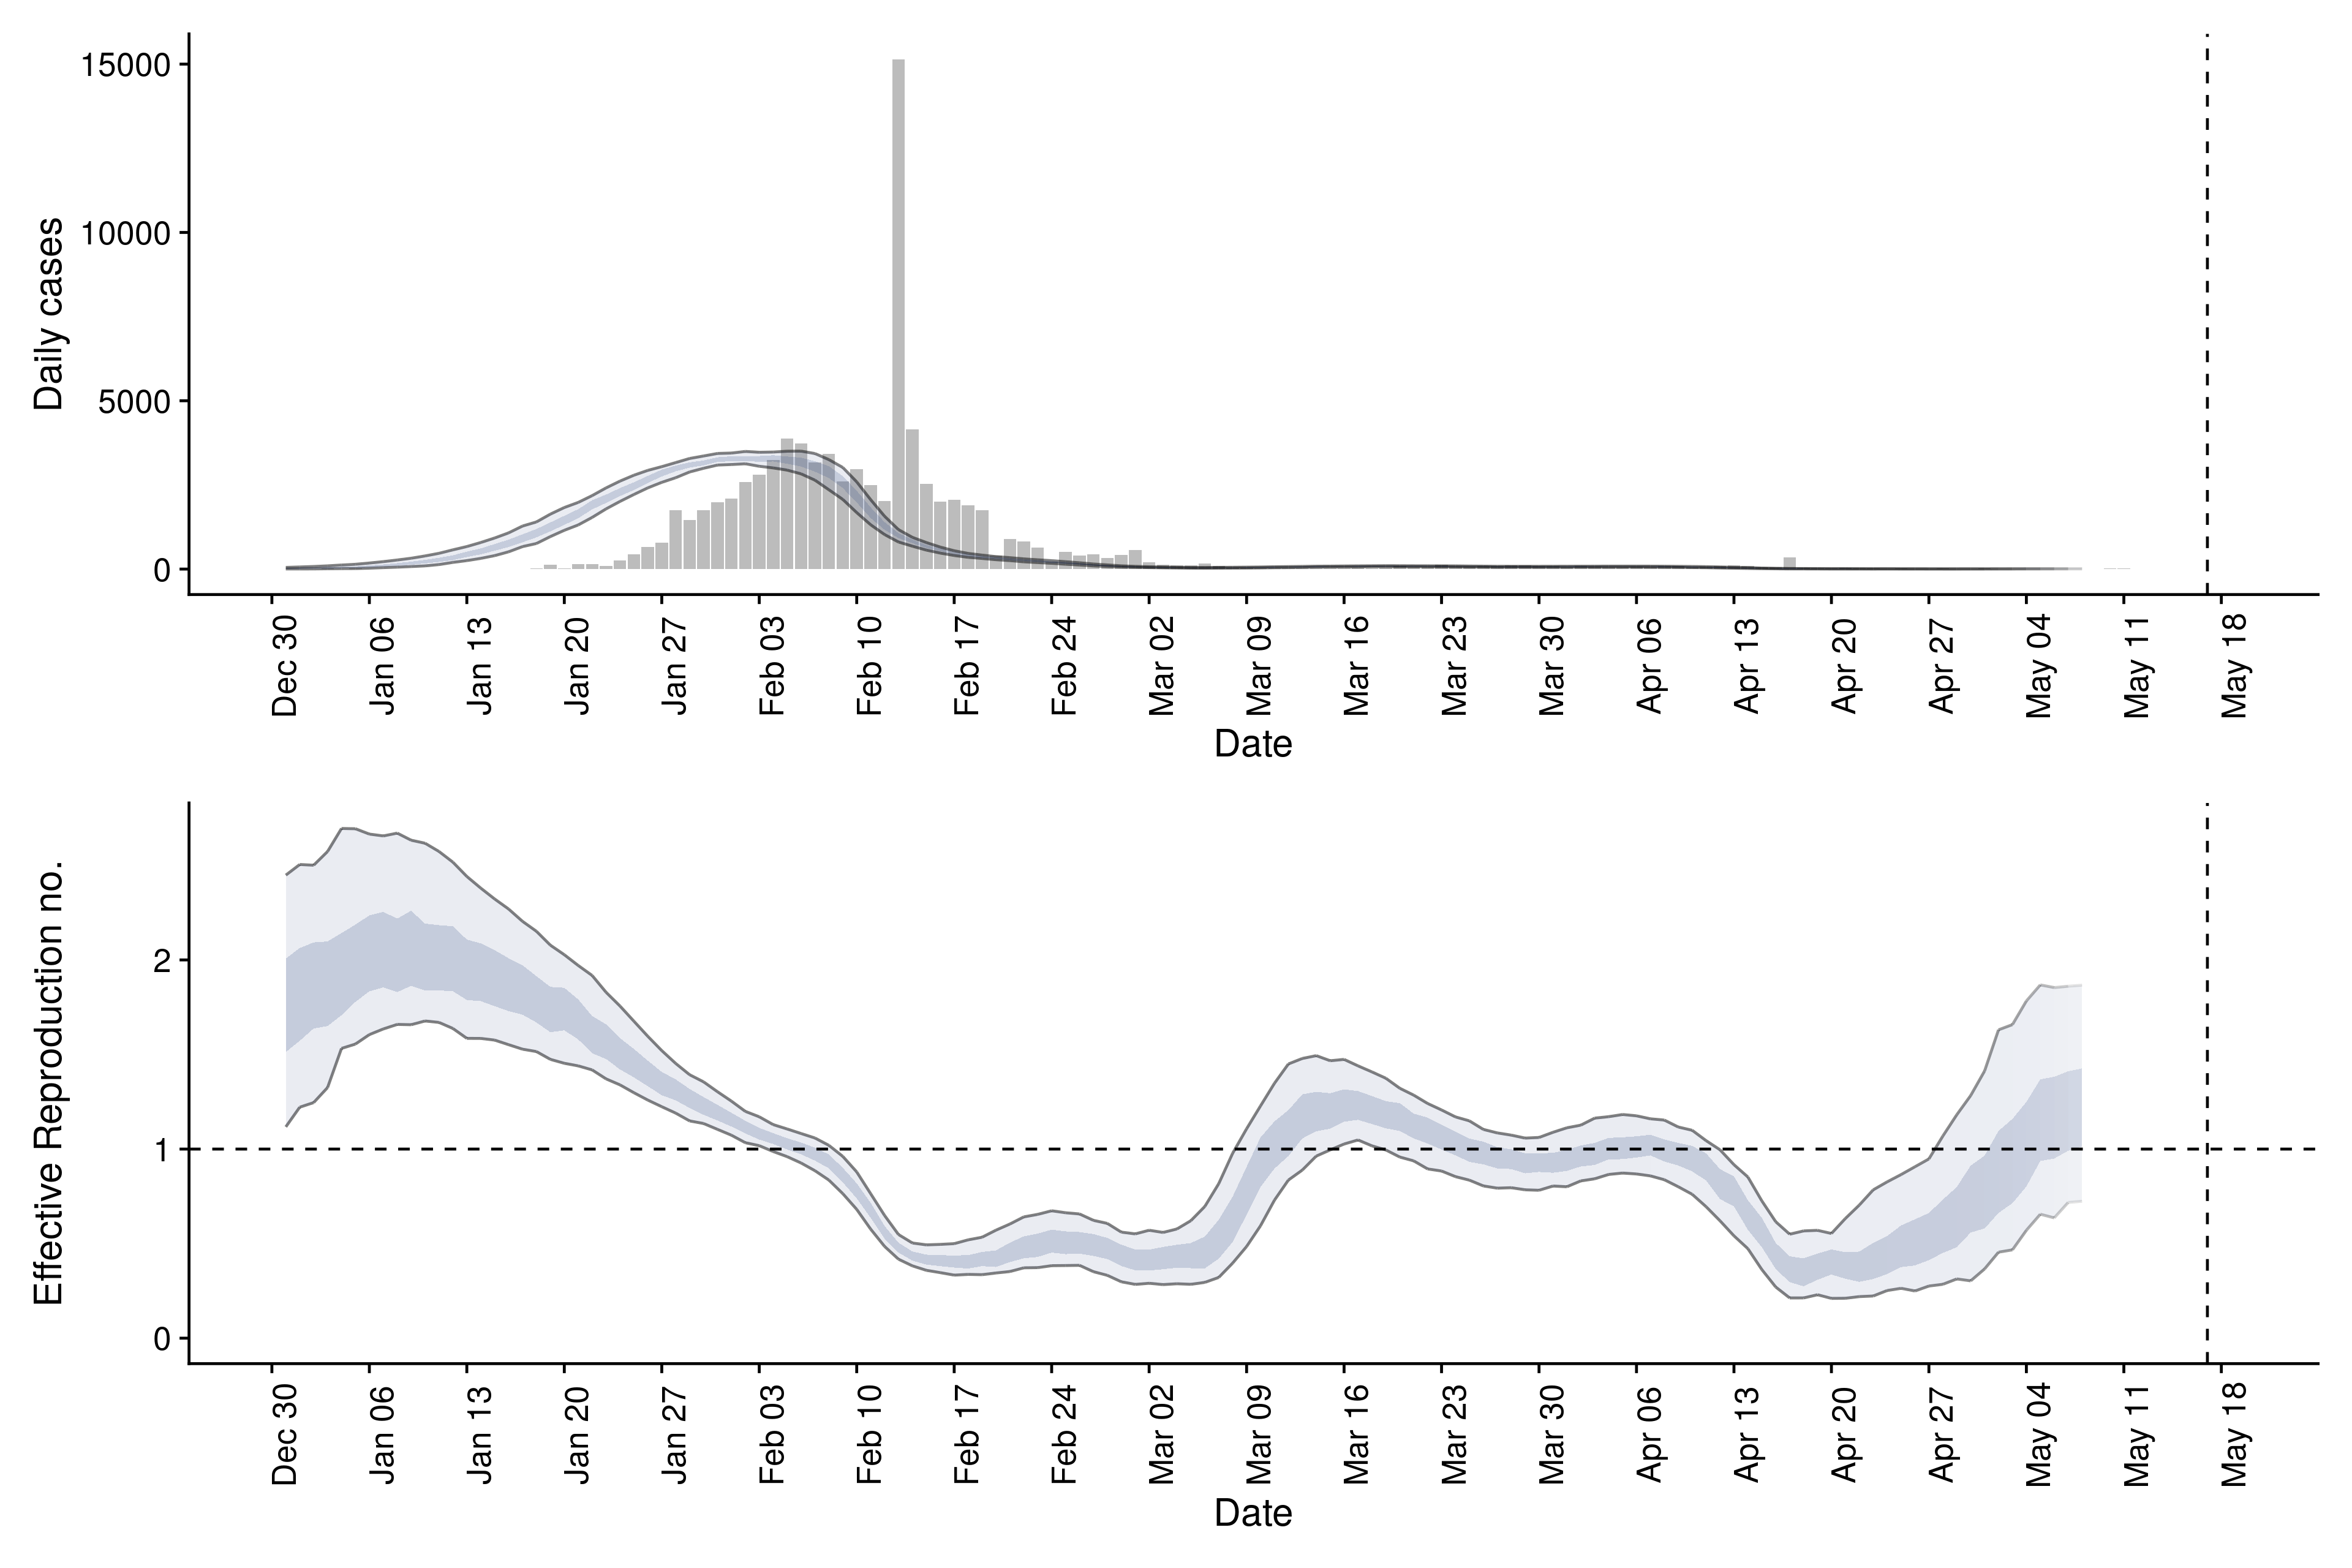 Daily cases
15000
10000
5000
0
Dec 30
Jan 06
Jan 13
Jan 20
Jan 27
Feb 03
Feb 10
Feb 17
Feb 24
Mar 02
Mar 09
Mar 16
Mar 23
Mar 30
Apr 06
Apr 13
Apr 20
Apr 27
May 04
May 11
May 18
Date
Effective Reproduction no.
2
1
0
Dec 30
Jan 06
Jan 13
Jan 20
Jan 27
Feb 03
Feb 10
Feb 17
Feb 24
Mar 02
Mar 09
Mar 16
Mar 23
Mar 30
Apr 06
Apr 13
Apr 20
Apr 27
May 04
May 11
May 18
Date